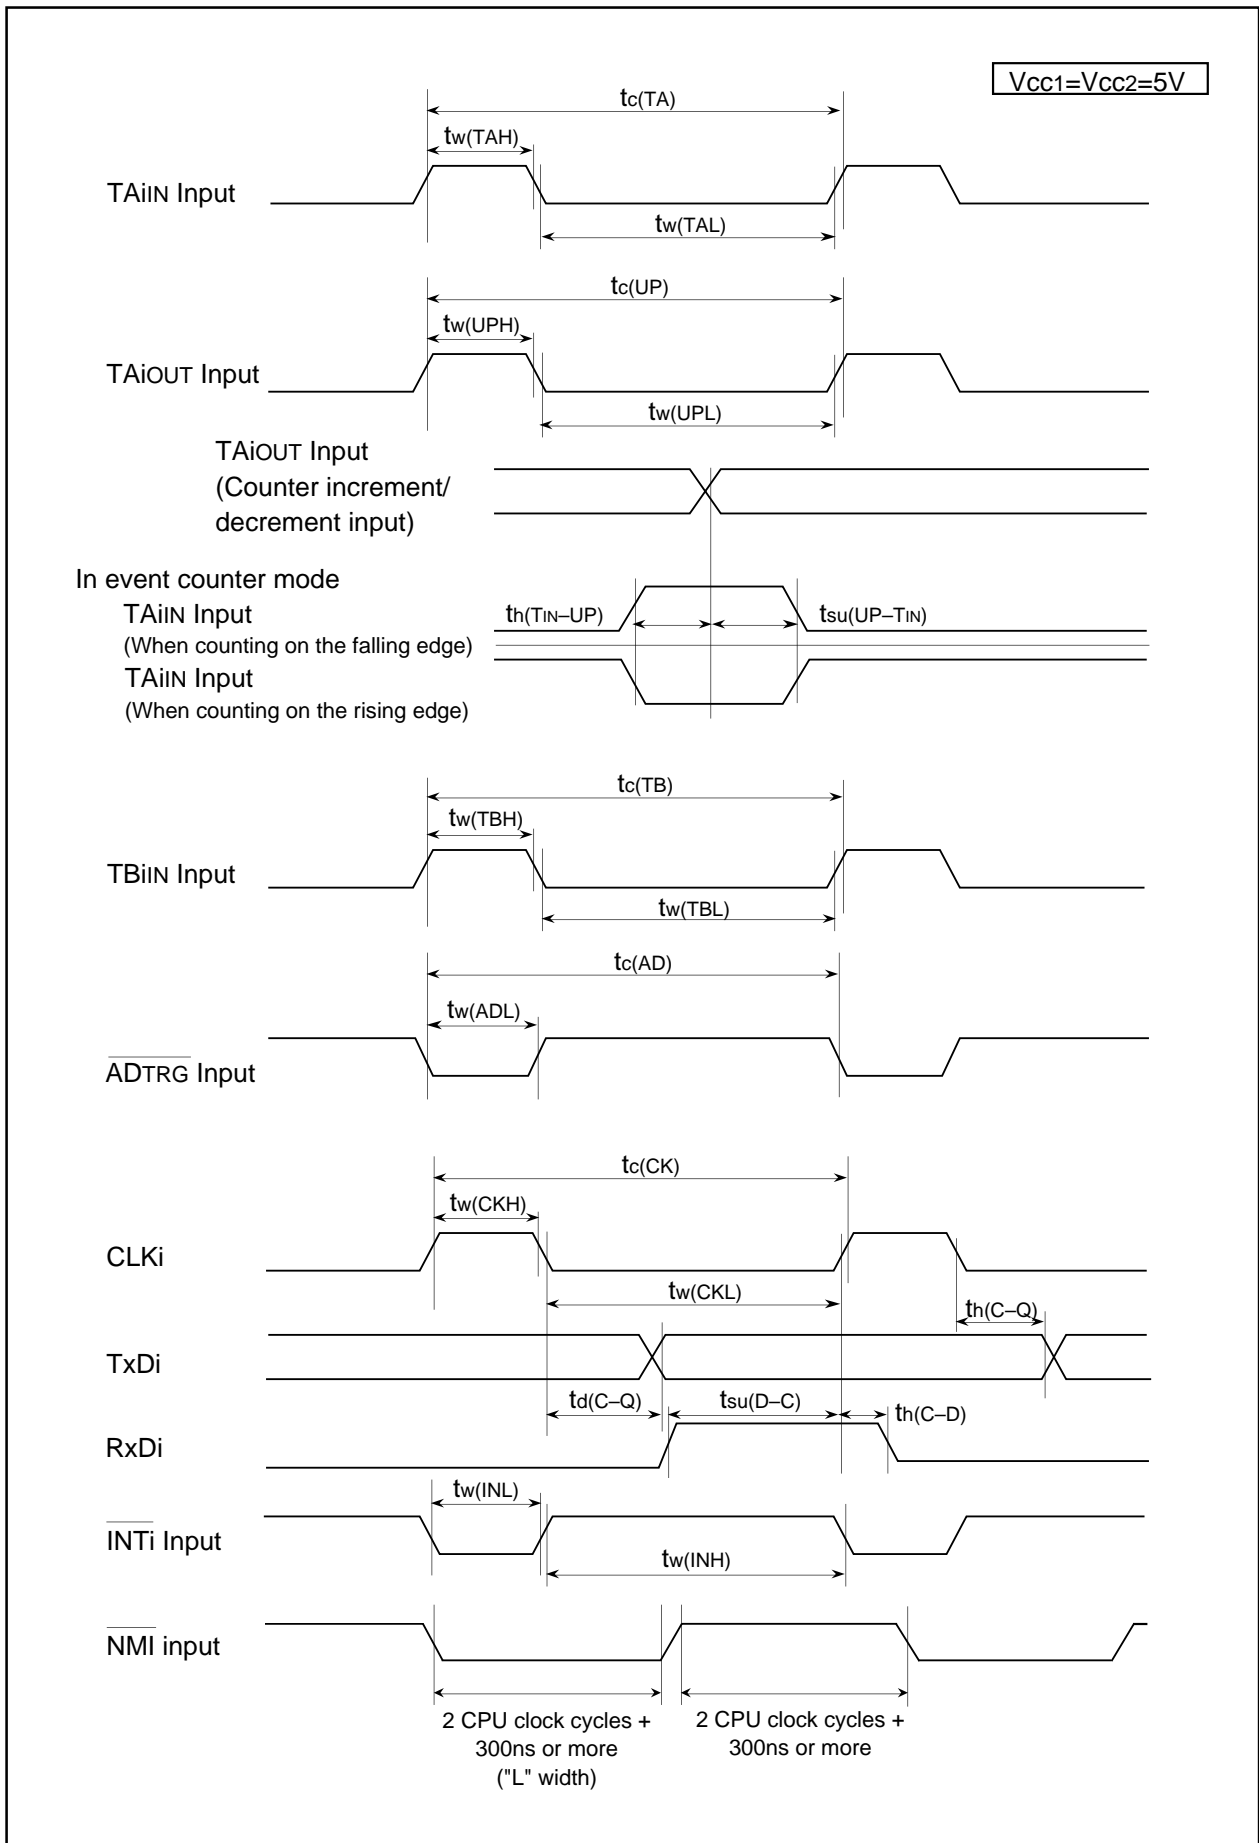 Vcc1=Vcc2=5V
tc(TA)
tw(TAH)
TAiIN Input
tw(TAL)
tc(UP)
tw(UPH)
TAiOUT Input
tw(UPL)
TAiOUT Input
(Counter increment/
decrement input)
In event counter mode
TAiIN Input
(When counting on the falling edge)
th(TIN–UP)
tsu(UP–TIN)
TAiIN Input
(When counting on the rising edge)
tc(TB)
tw(TBH)
TBiIN Input
tw(TBL)
tc(AD)
tw(ADL)
ADTRG Input
tc(CK)
tw(CKH)
CLKi
tw(CKL)
th(C–Q)
TxDi
td(C–Q)
tsu(D–C)
th(C–D)
RxDi
tw(INL)
INTi Input
tw(INH)
NMI input
2 CPU clock cycles +
300ns or more
("L" width)
2 CPU clock cycles +
300ns or more